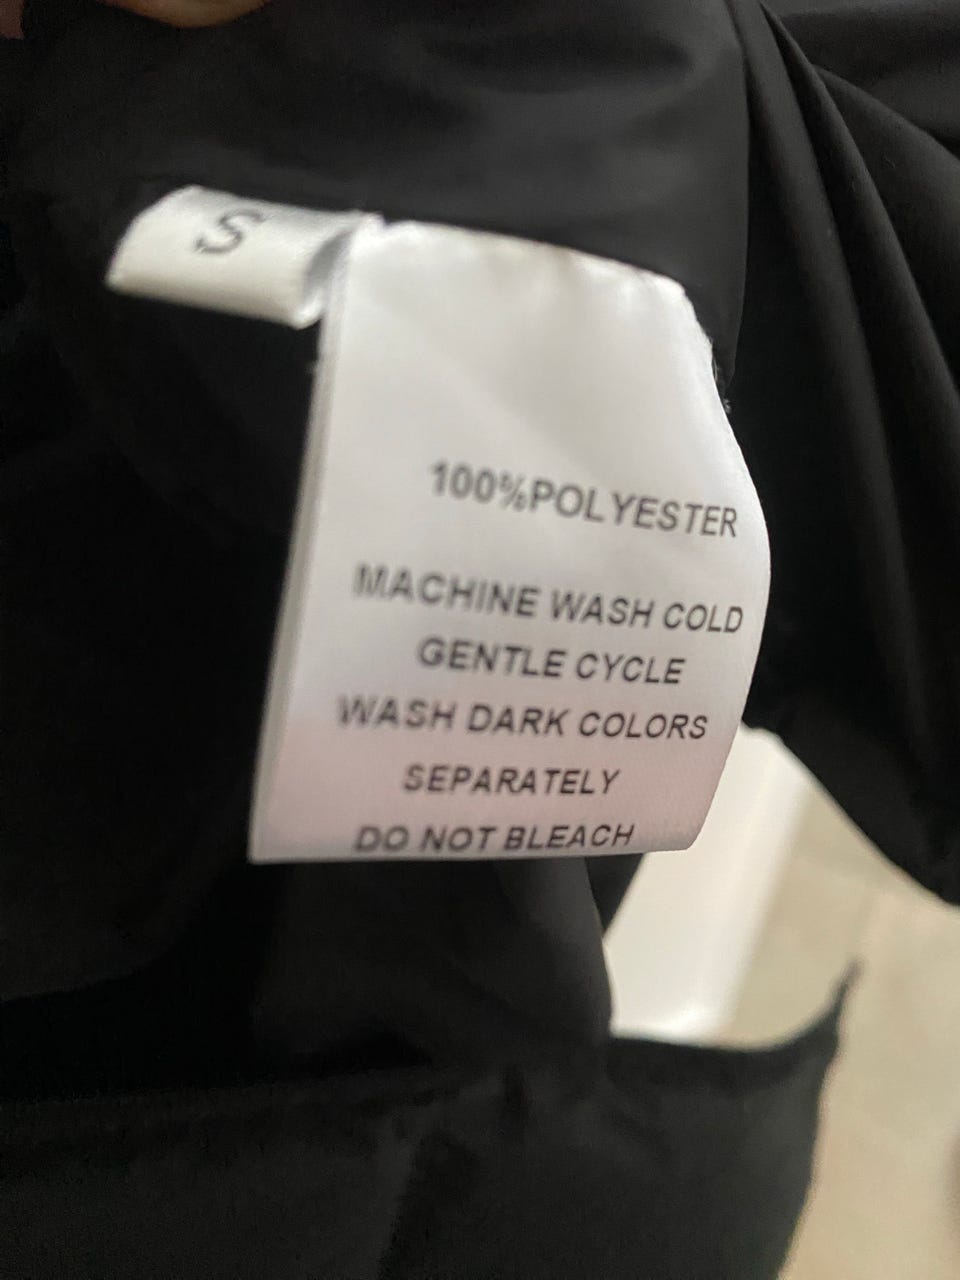 S
100%POLYESTER
MACHINE WASH COLD
GENTLE CYCLE
WASH DARK COLORS
SEPARATELY
DO NOT BLEACH